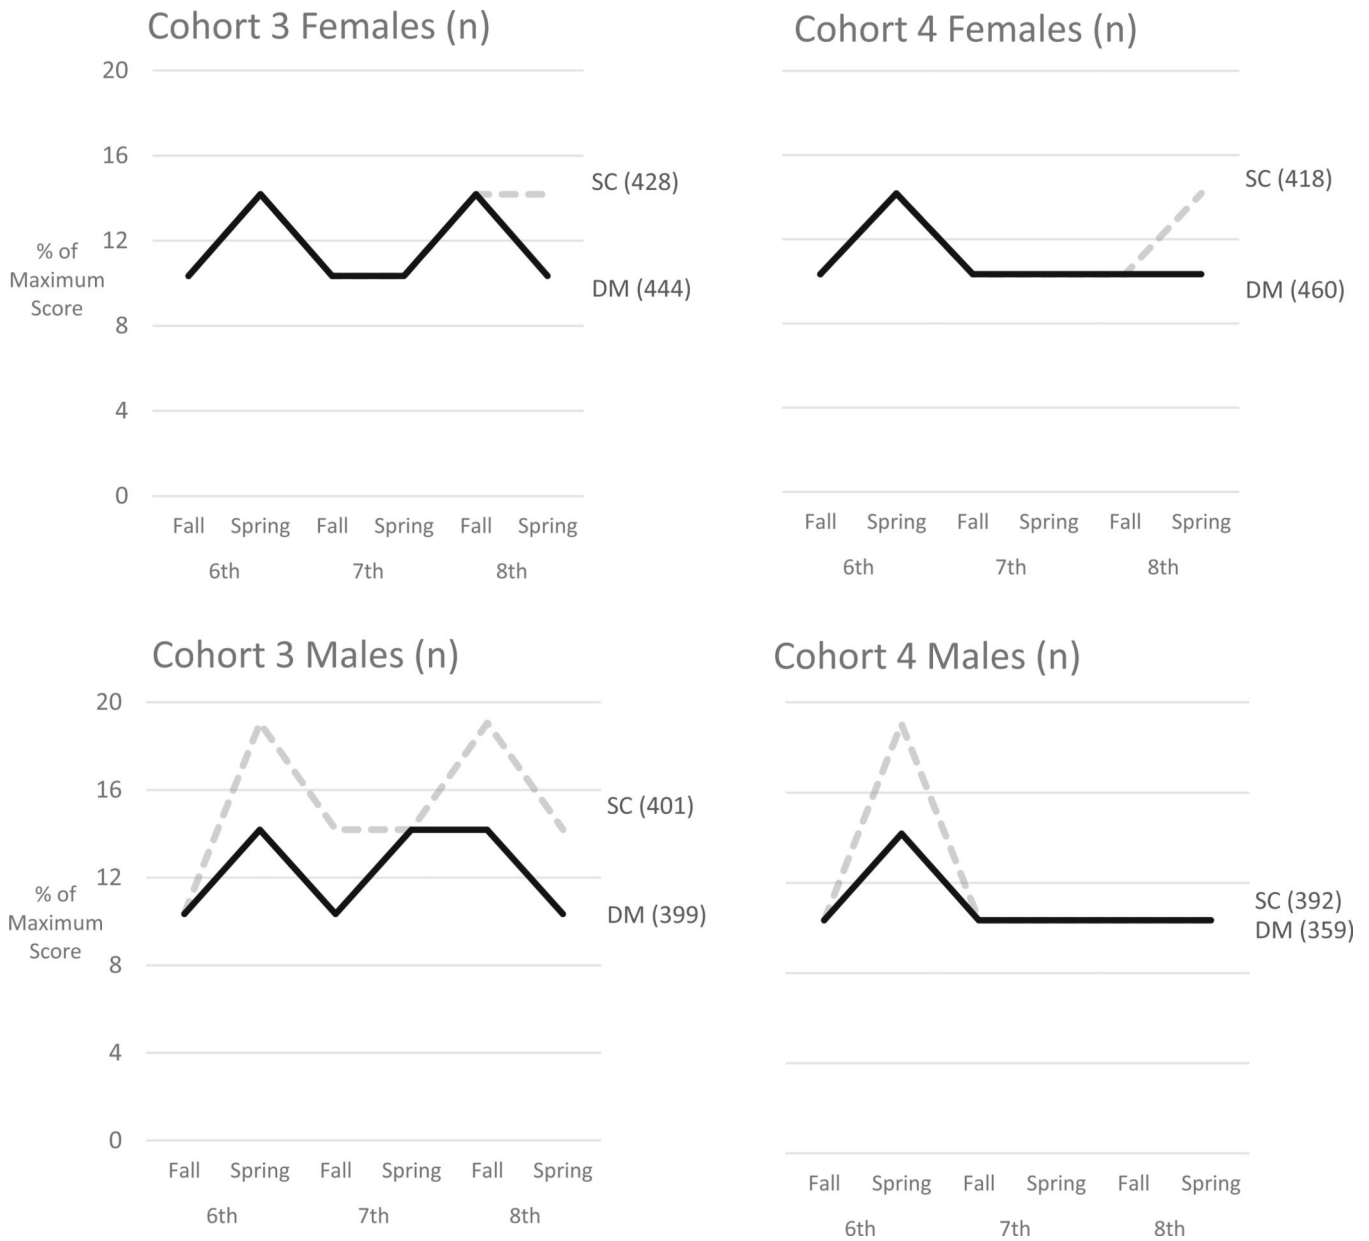 Cohort 3 Females (n)
20
16
12
8
4
0
% of
Maximum
Score
SC (428)
DM (444)
Fall Spring Fall Spring Fall Spring
6th 7th 8th
Cohort 4 Females (n)
SC (418)
DM (460)
Fall Spring Fall Spring Fall Spring
6th 7th 8th
Cohort 3 Males (n)
20
16
12
8
4
0
% of
Maximum
Score
SC (401)
DM (399)
Fall Spring Fall Spring Fall Spring
6th 7th 8th
Cohort 4 Males (n)
SC (392)
DM (359)
Fall Spring Fall Spring Fall Spring
6th 7th 8th